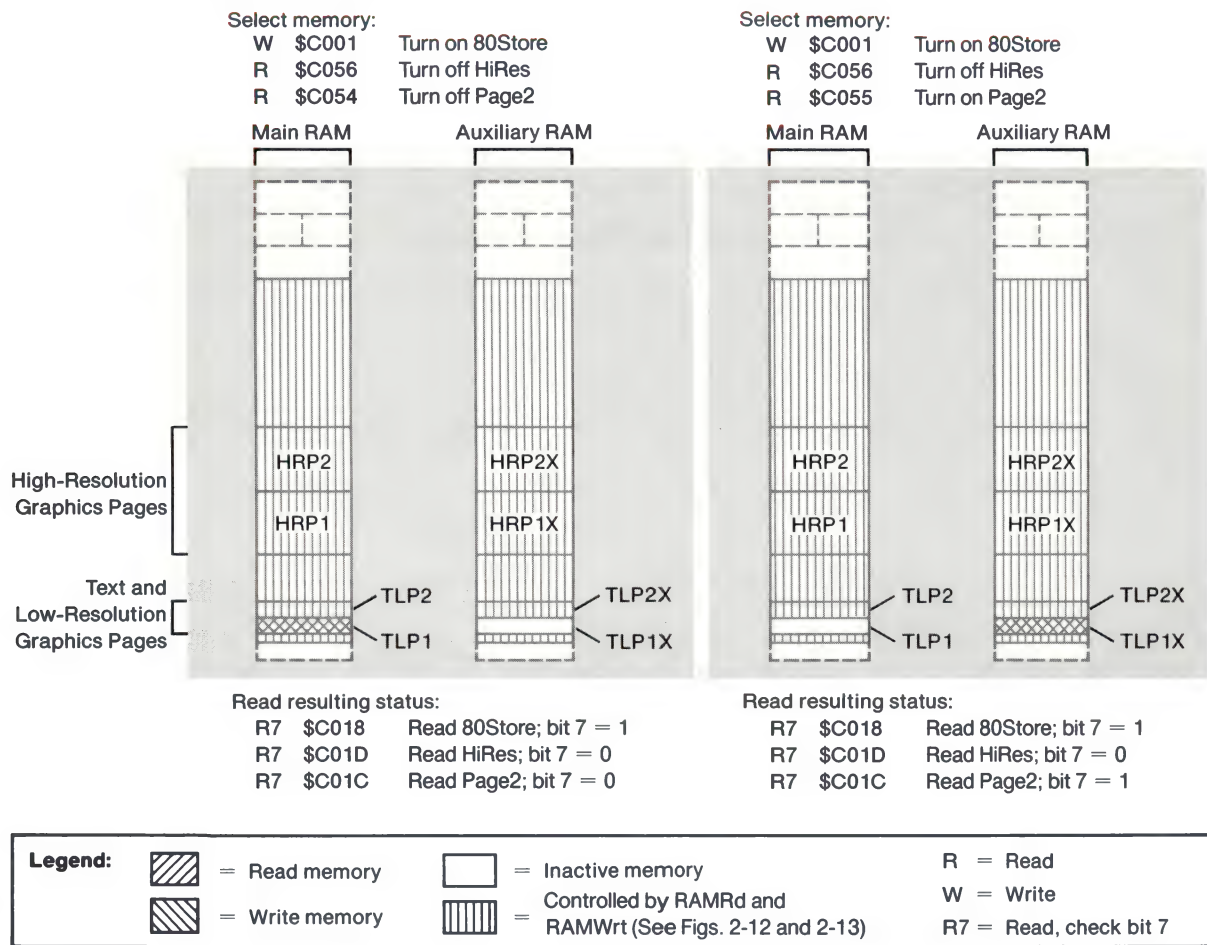 Select memory:
W $C001 Turn on 80Store
R $C056 Turn off HiRes
R $C054 Turn off Page2
Main RAM Auxiliary RAM
Select memory:
W $C001 Turn on 80Store
R $C056 Turn off HiRes
R $C055 Turn on Page2
Main RAM Auxiliary RAM
High-Resolution
Graphics Pages
Text and
Low-Resolution
Graphics Pages
HRP2 HRP2X
HRP1 HRP1X
TLP2 TLP2X
TLP1 TLP1X
HRP2 HRP2X
HRP1 HRP1X
TLP2 TLP2X
TLP1 TLP1X
Read resulting status:
R7 $C018 Read 80Store; bit 7 = 1
R7 $C01D Read HiRes; bit 7 = 0
R7 $C01C Read Page2; bit 7 = 0
Read resulting status:
R7 $C018 Read 80Store; bit 7 = 1
R7 $C01D Read HiRes; bit 7 = 0
R7 $C01C Read Page2; bit 7 = 1
Legend:
= Read memory
= Write memory
= Inactive memory
= Controlled by RAMRd and
RAMWrt (See Figs. 2-12 and 2-13)
R = Read
W = Write
R7 = Read, check bit 7